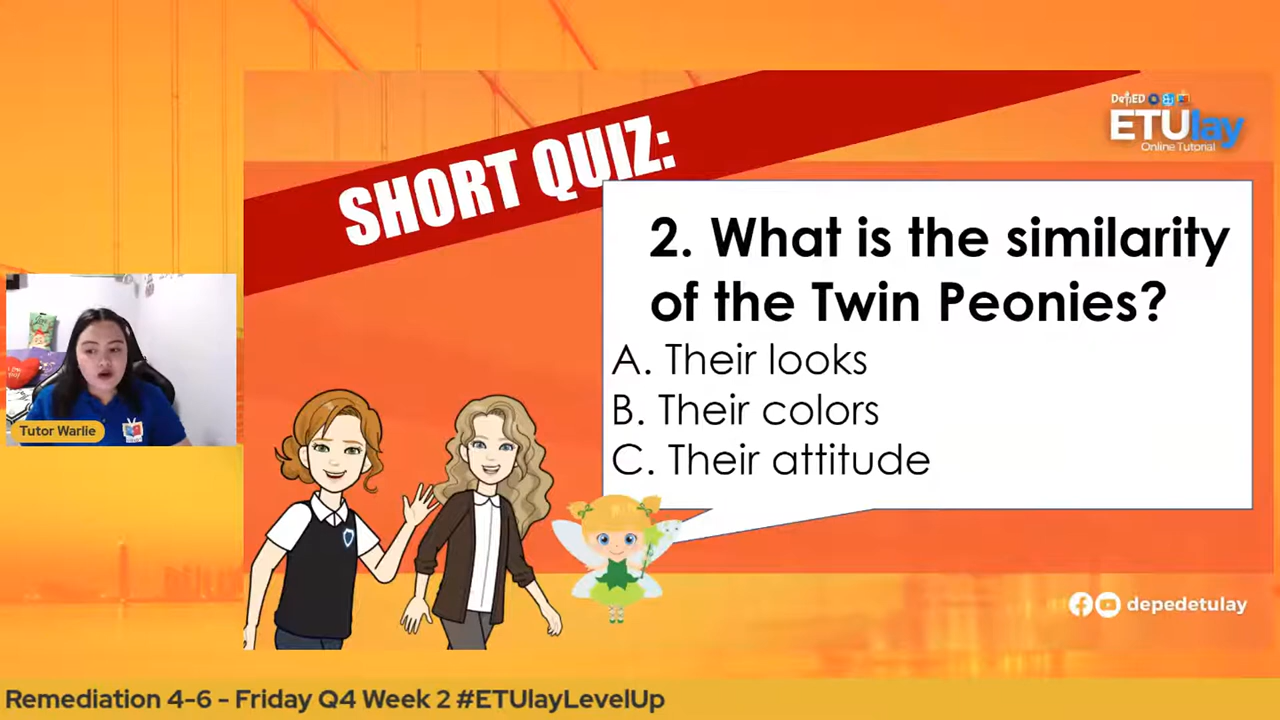 SHORT QUIZ:
DepED
ETUlay
Online Tutorial
2. What is the similarity
of the Twin Peonies?
A. Their looks
B. Their colors
C. Their attitude
Tutor Warlie
depedetulay
Remediation 4-6 - Friday Q4 Week 2 #ETUlayLevelUp